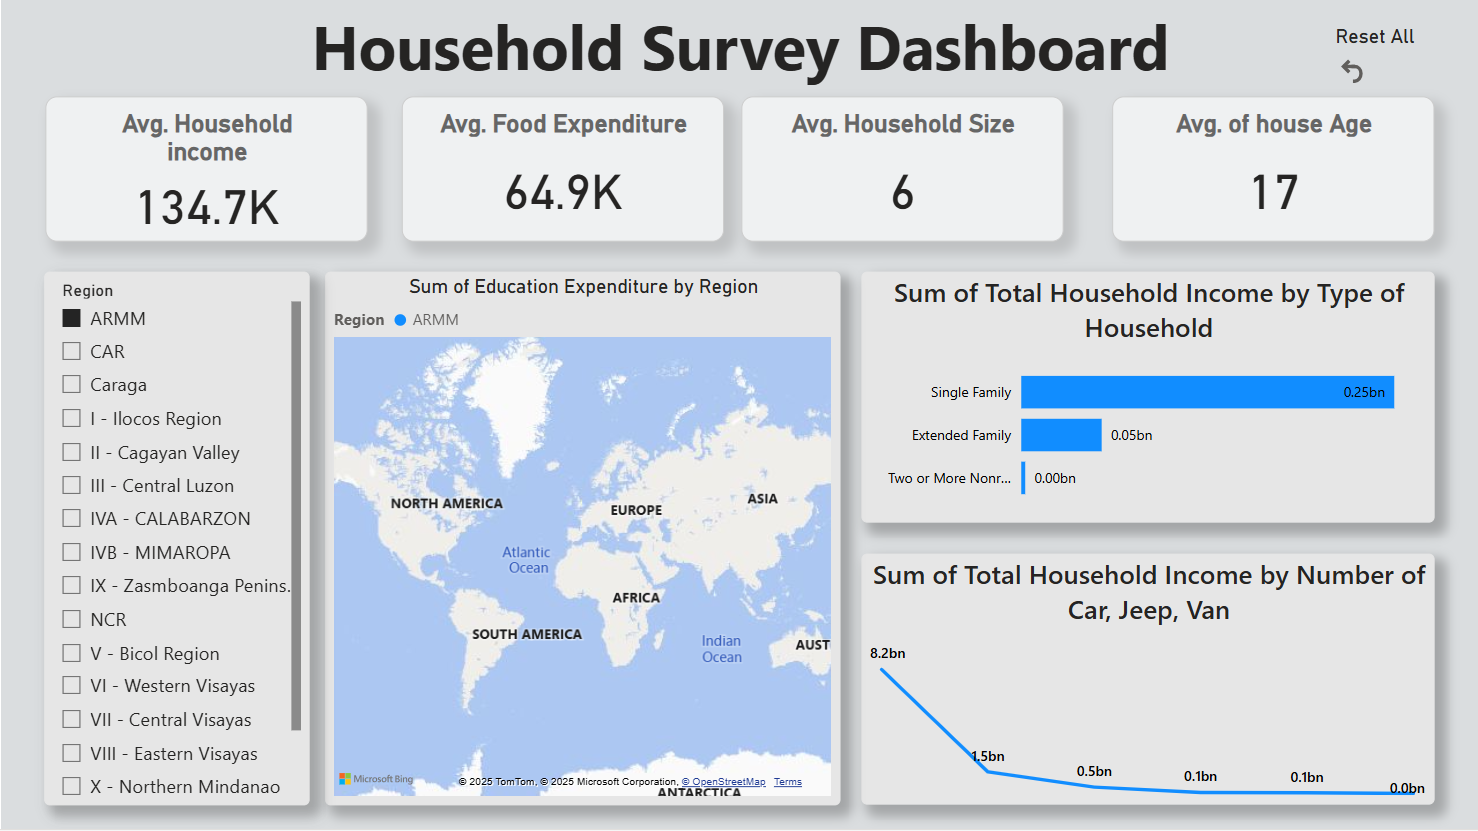 Household Survey Dashboard
Reset All
Avg. Household
income
134.7K
Avg. Food Expenditure
64.9K
Avg. Household Size
6
Avg. of house Age
17
Region
ARMM
CAR
Caraga
I - Ilocos Region
II - Cagayan Valley
III - Central Luzon
IVA - CALABARZON
IVB - MIMAROPA
IX - Zasmboanga Penins.
NCR
V - Bicol Region
VI - Western Visayas
VII - Central Visayas
VIII - Eastern Visayas
X - Northern Mindanao
Sum of Education Expenditure by Region
Region ARMM
NORTH AMERICA
EUROPE
ASIA
Atlantic
Ocean
AFRICA
SOUTH AMERICA
Indian
Ocean
AUST
Microsoft Bing
© 2025 TomTom, © 2025 Microsoft Corporation, © OpenStreetMap Terms
ANTARCTICA
Sum of Total Household Income by Type of
Household
Single Family 0.25bn
Extended Family 0.05bn
Two or More Nonr... 0.00bn
Sum of Total Household Income by Number of
Car, Jeep, Van
8.2bn
1.5bn
0.5bn
0.1bn
0.1bn
0.0bn